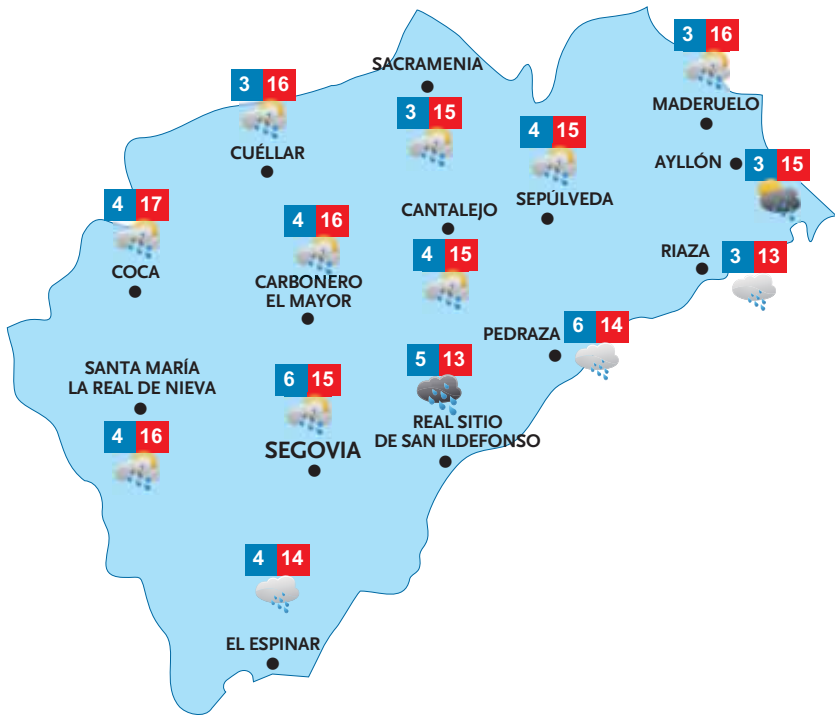 3 16
MADERUELO
SACRAMENIA
3 15
3 16
CUÉLLAR
4 15
SEPÚLVEDA
AYLLÓN
3 15
4 17
COCA
CANTALEJO
4 15
4 16
CARBONERO
EL MAYOR
RIAZA
3 13
PEDRAZA
6 14
SANTA MARÍA
LA REAL DE NIEVA
4 16
6 15
SEGOVIA
5 13
REAL SITIO
DE SAN ILDEFONSO
4 14
EL ESPINAR